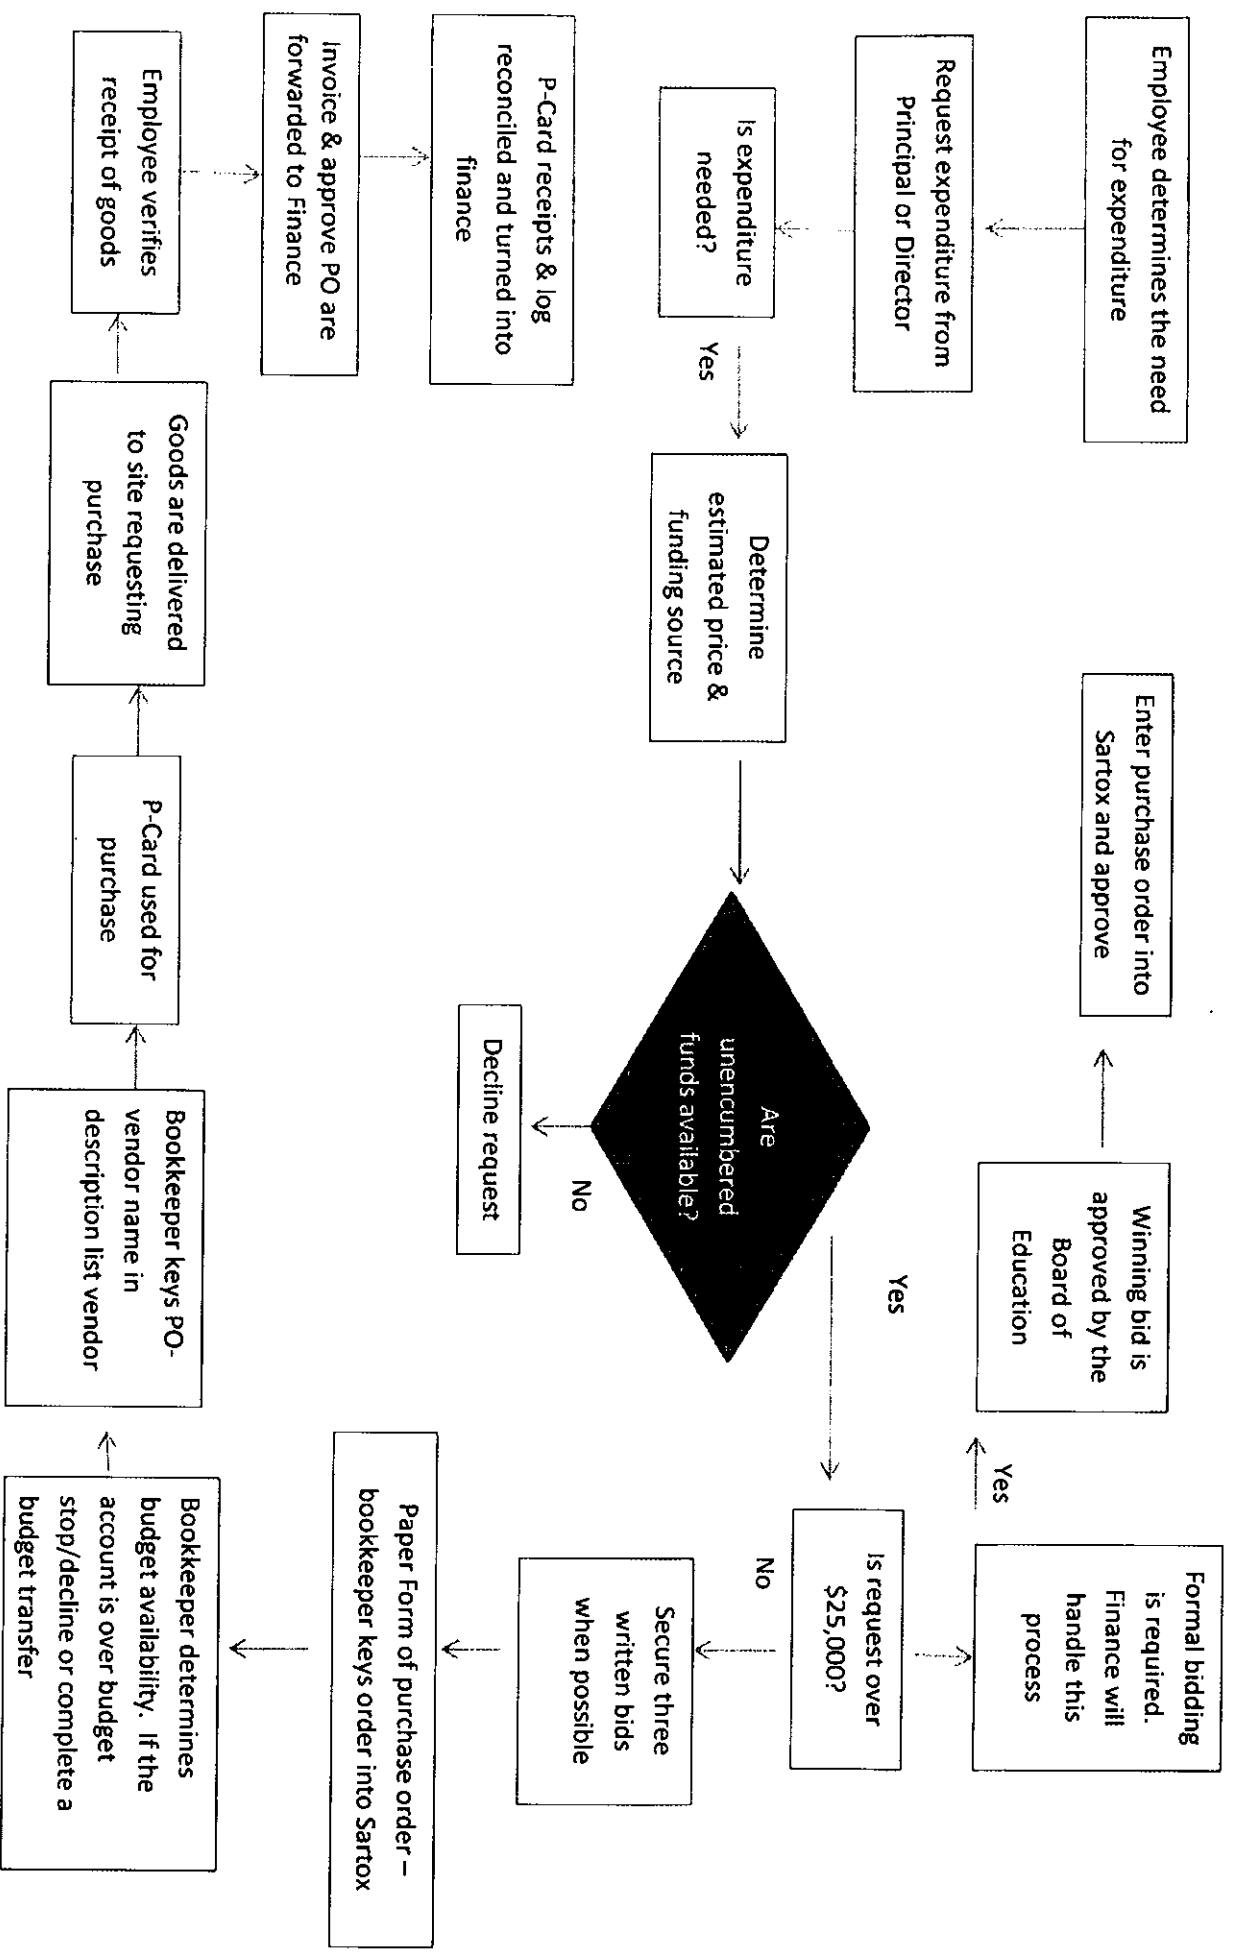 Employee determines the need
for expenditure
Request expenditure from
Principal or Director
Is expenditure
needed?
Yes
Determine
estimated price &
funding source
Are
unencumbered
funds available?
No
Decline request
Yes
Is request over
$25,000?
Formal bidding
is required.
Finance will
handle this
process
Yes
Winning bid is
approved by the
Board of
Education
Enter purchase order into
Sartox and approve
No
Secure three
written bids
when possible
Paper Form of purchase order –
bookkeeper keys order into Sartox
Bookkeeper determines
budget availability. If the
account is over budget
stop/decline or complete a
budget transfer
Bookkeeper keys PO-
vendor name in
description list vendor
P-Card used for
purchase
Goods are delivered
to site requesting
purchase
Employee verifies
receipt of goods
Invoice & approve PO are
forwarded to Finance
P-Card receipts & log
reconciled and turned into
finance